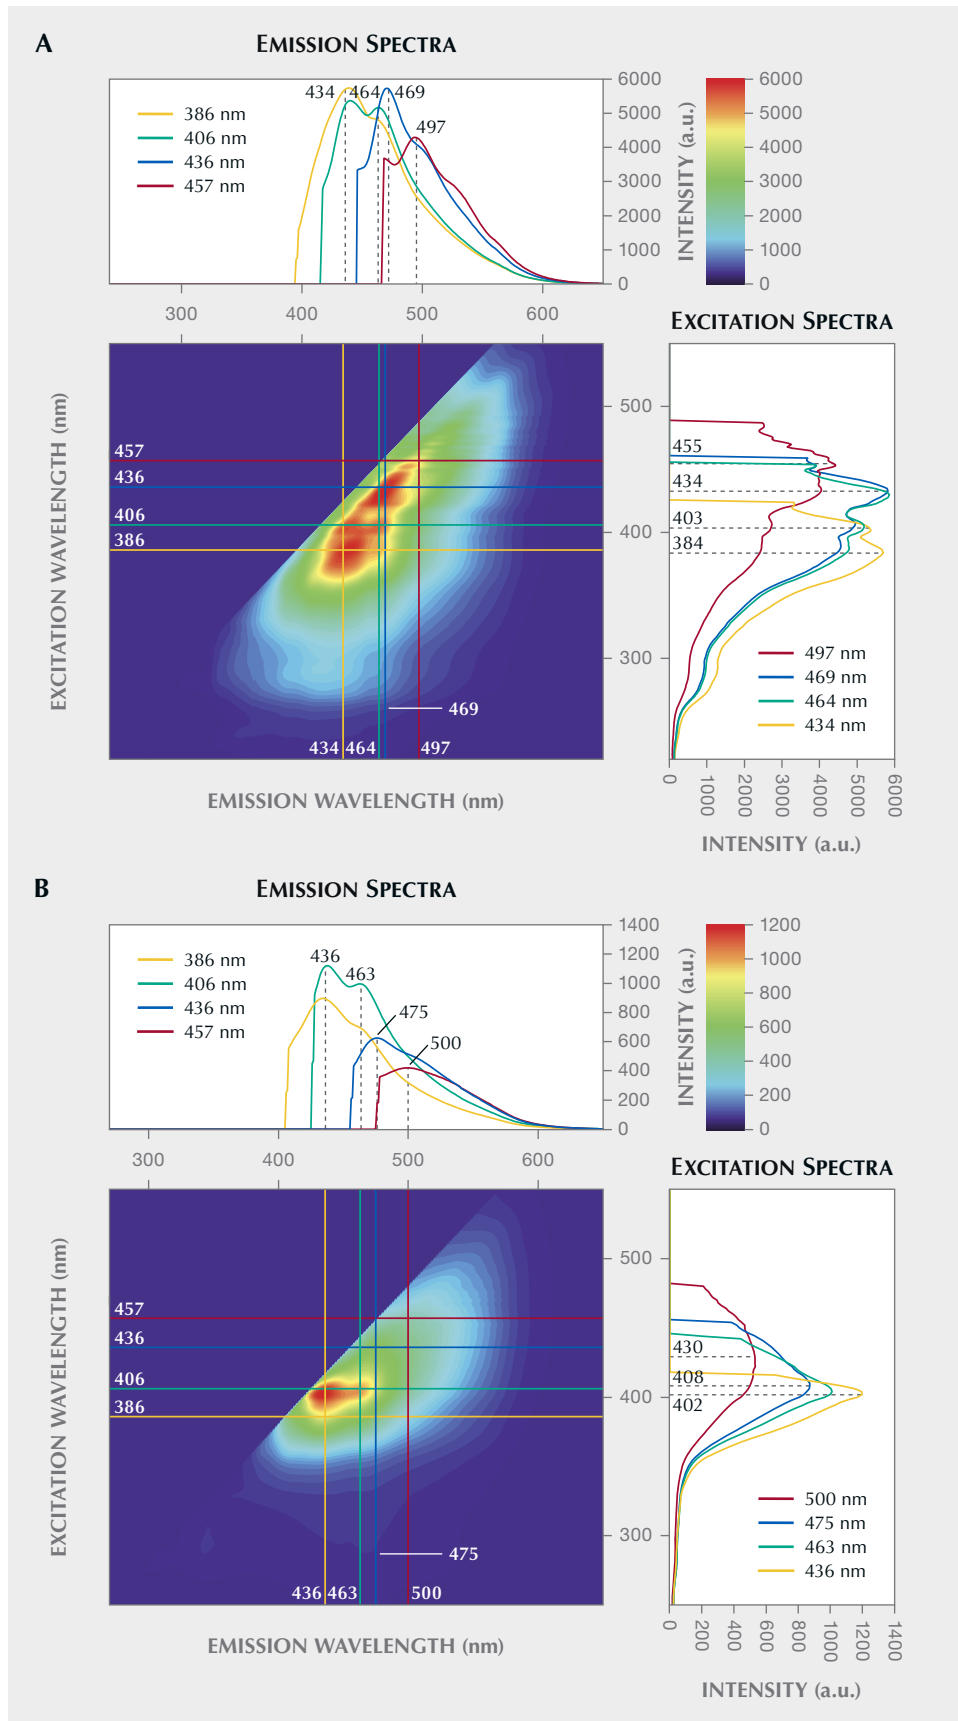 A
EMISSION SPECTRA
386 nm
406 nm
436 nm
457 nm
434 464 469
497
6000
5000
4000
3000
2000
1000
0
INTENSITY (a.u.)
6000
5000
4000
3000
2000
1000
0
300 400 500 600
EXCITATION SPECTRA
EXCITATION WAVELENGTH (nm)
457
436
406
386
469
434 464 497
EMISSION WAVELENGTH (nm)
500
400
300
455
434
403
384
497 nm
469 nm
464 nm
434 nm
0 1000 2000 3000 4000 5000 6000
INTENSITY (a.u.)
B
EMISSION SPECTRA
386 nm
406 nm
436 nm
457 nm
436
463
475
500
1400
1200
1000
800
600
400
200
0
INTENSITY (a.u.)
1200
1000
800
600
400
200
0
300 400 500 600
EXCITATION SPECTRA
EXCITATION WAVELENGTH (nm)
457
436
406
386
475
436 463 500
EMISSION WAVELENGTH (nm)
500
400
300
430
408
402
500 nm
475 nm
463 nm
436 nm
0 200 400 600 800 1000 1200 1400
INTENSITY (a.u.)